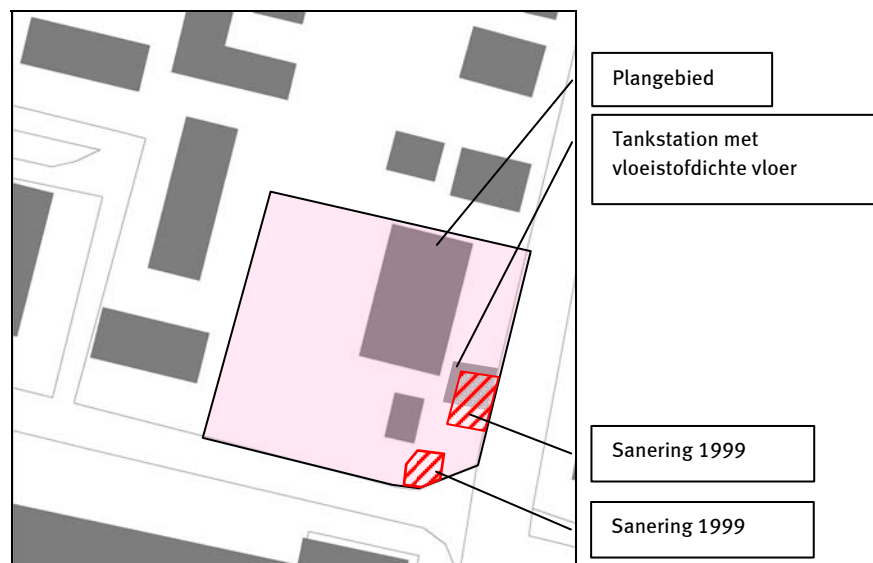 Plangebied
Tankstation met
vloeistofdichte vloer
Sanering 1999
Sanering 1999